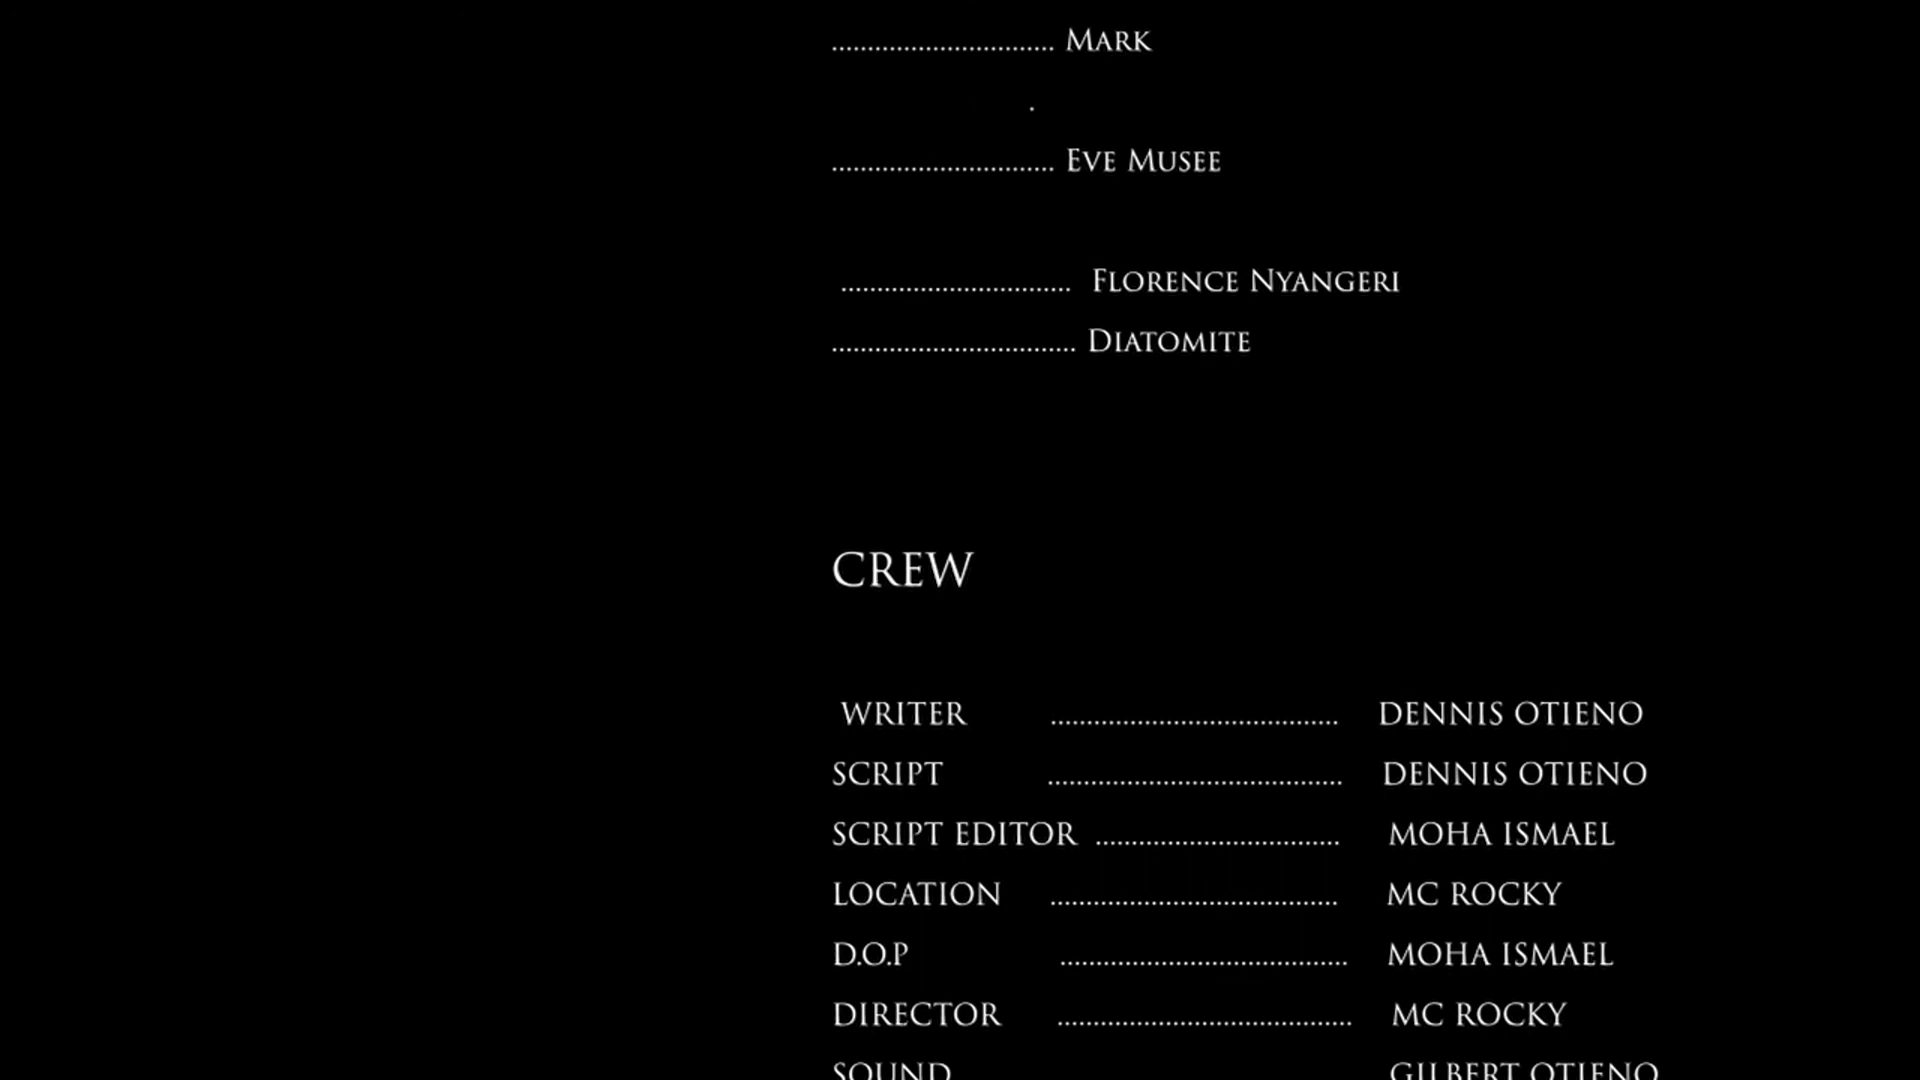 ............................... Mark
.
............................... Eve Musee
................................ Florence Nyangeri
.................................. Diatomite
CREW
WRITER ........................................ DENNIS OTIENO
SCRIPT ......................................... DENNIS OTIENO
SCRIPT EDITOR .................................. MOHA ISMAEL
LOCATION ........................................ MC ROCKY
D.O.P ........................................ MOHA ISMAEL
DIRECTOR ......................................... MC ROCKY
SOUND GILBERT OTIENO